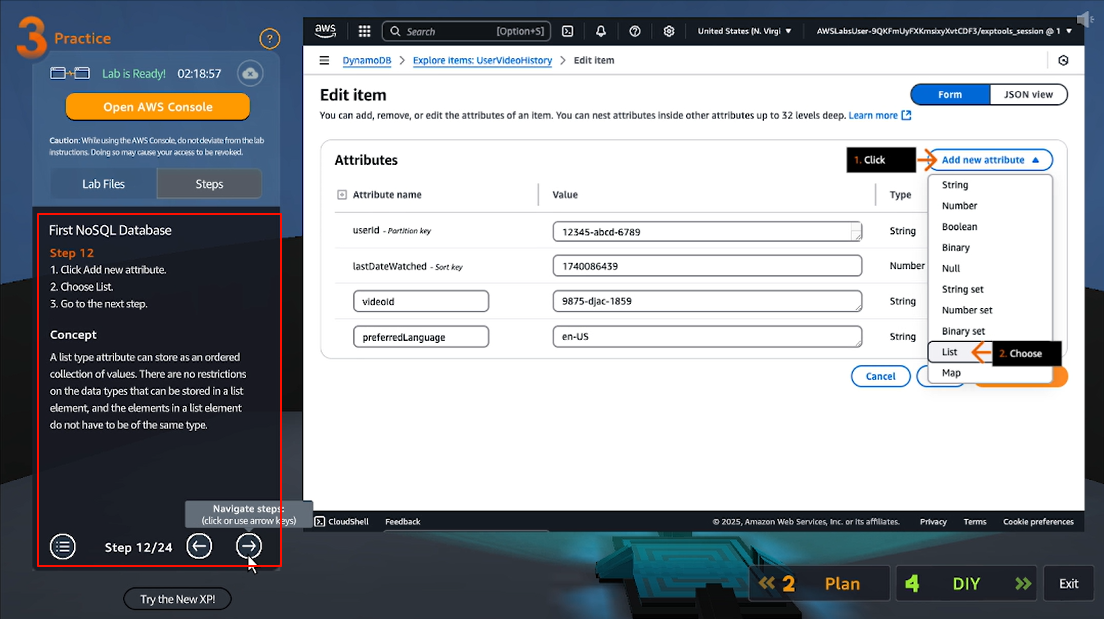 3 Practice
?
Lab is Ready! 02:18:57
Open AWS Console
Caution: While using the AWS Console, do not deviate from the lab
instructions. Doing so may cause your access to be revoked.
Lab Files
Steps
First NoSQL Database
Step 12
1. Click Add new attribute.
2. Choose List.
3. Go to the next step.
Concept
A list type attribute can store as an ordered
collection of values. There are no restrictions
on the data types that can be stored in a list
element, and the elements in a list element
do not have to be of the same type.
Navigate steps:
(click or use arrow keys)
Step 12/24
Try the New XP!
aws
Search
[Option+S]
United States (N. Virgi
AWSLabsUser-9QKFmUyFXKmsixyXvtCDF3/exptools_session @ 1
DynamoDB > Explore items: UserVideoHistory > Edit item
Edit item
Form
JSON view
You can add, remove, or edit the attributes of an item. You can nest attributes inside other attributes up to 32 levels deep. Learn more
Attributes
1. Click
Add new attribute
Attribute name
Value
Type
userid - Partition key
12345-abcd-6789
String
lastDateWatched - Sort key
1740086439
Number
videoid
9875-djac-1859
String
preferredLanguage
en-US
String
String
Number
Boolean
Binary
Null
String set
Number set
Binary set
List
2. Choose
Map
Cancel
CloudShell
Feedback
© 2025, Amazon Web Services, Inc. or its affiliates.
Privacy
Terms
Cookie preferences
2 Plan
4 DIY
Exit